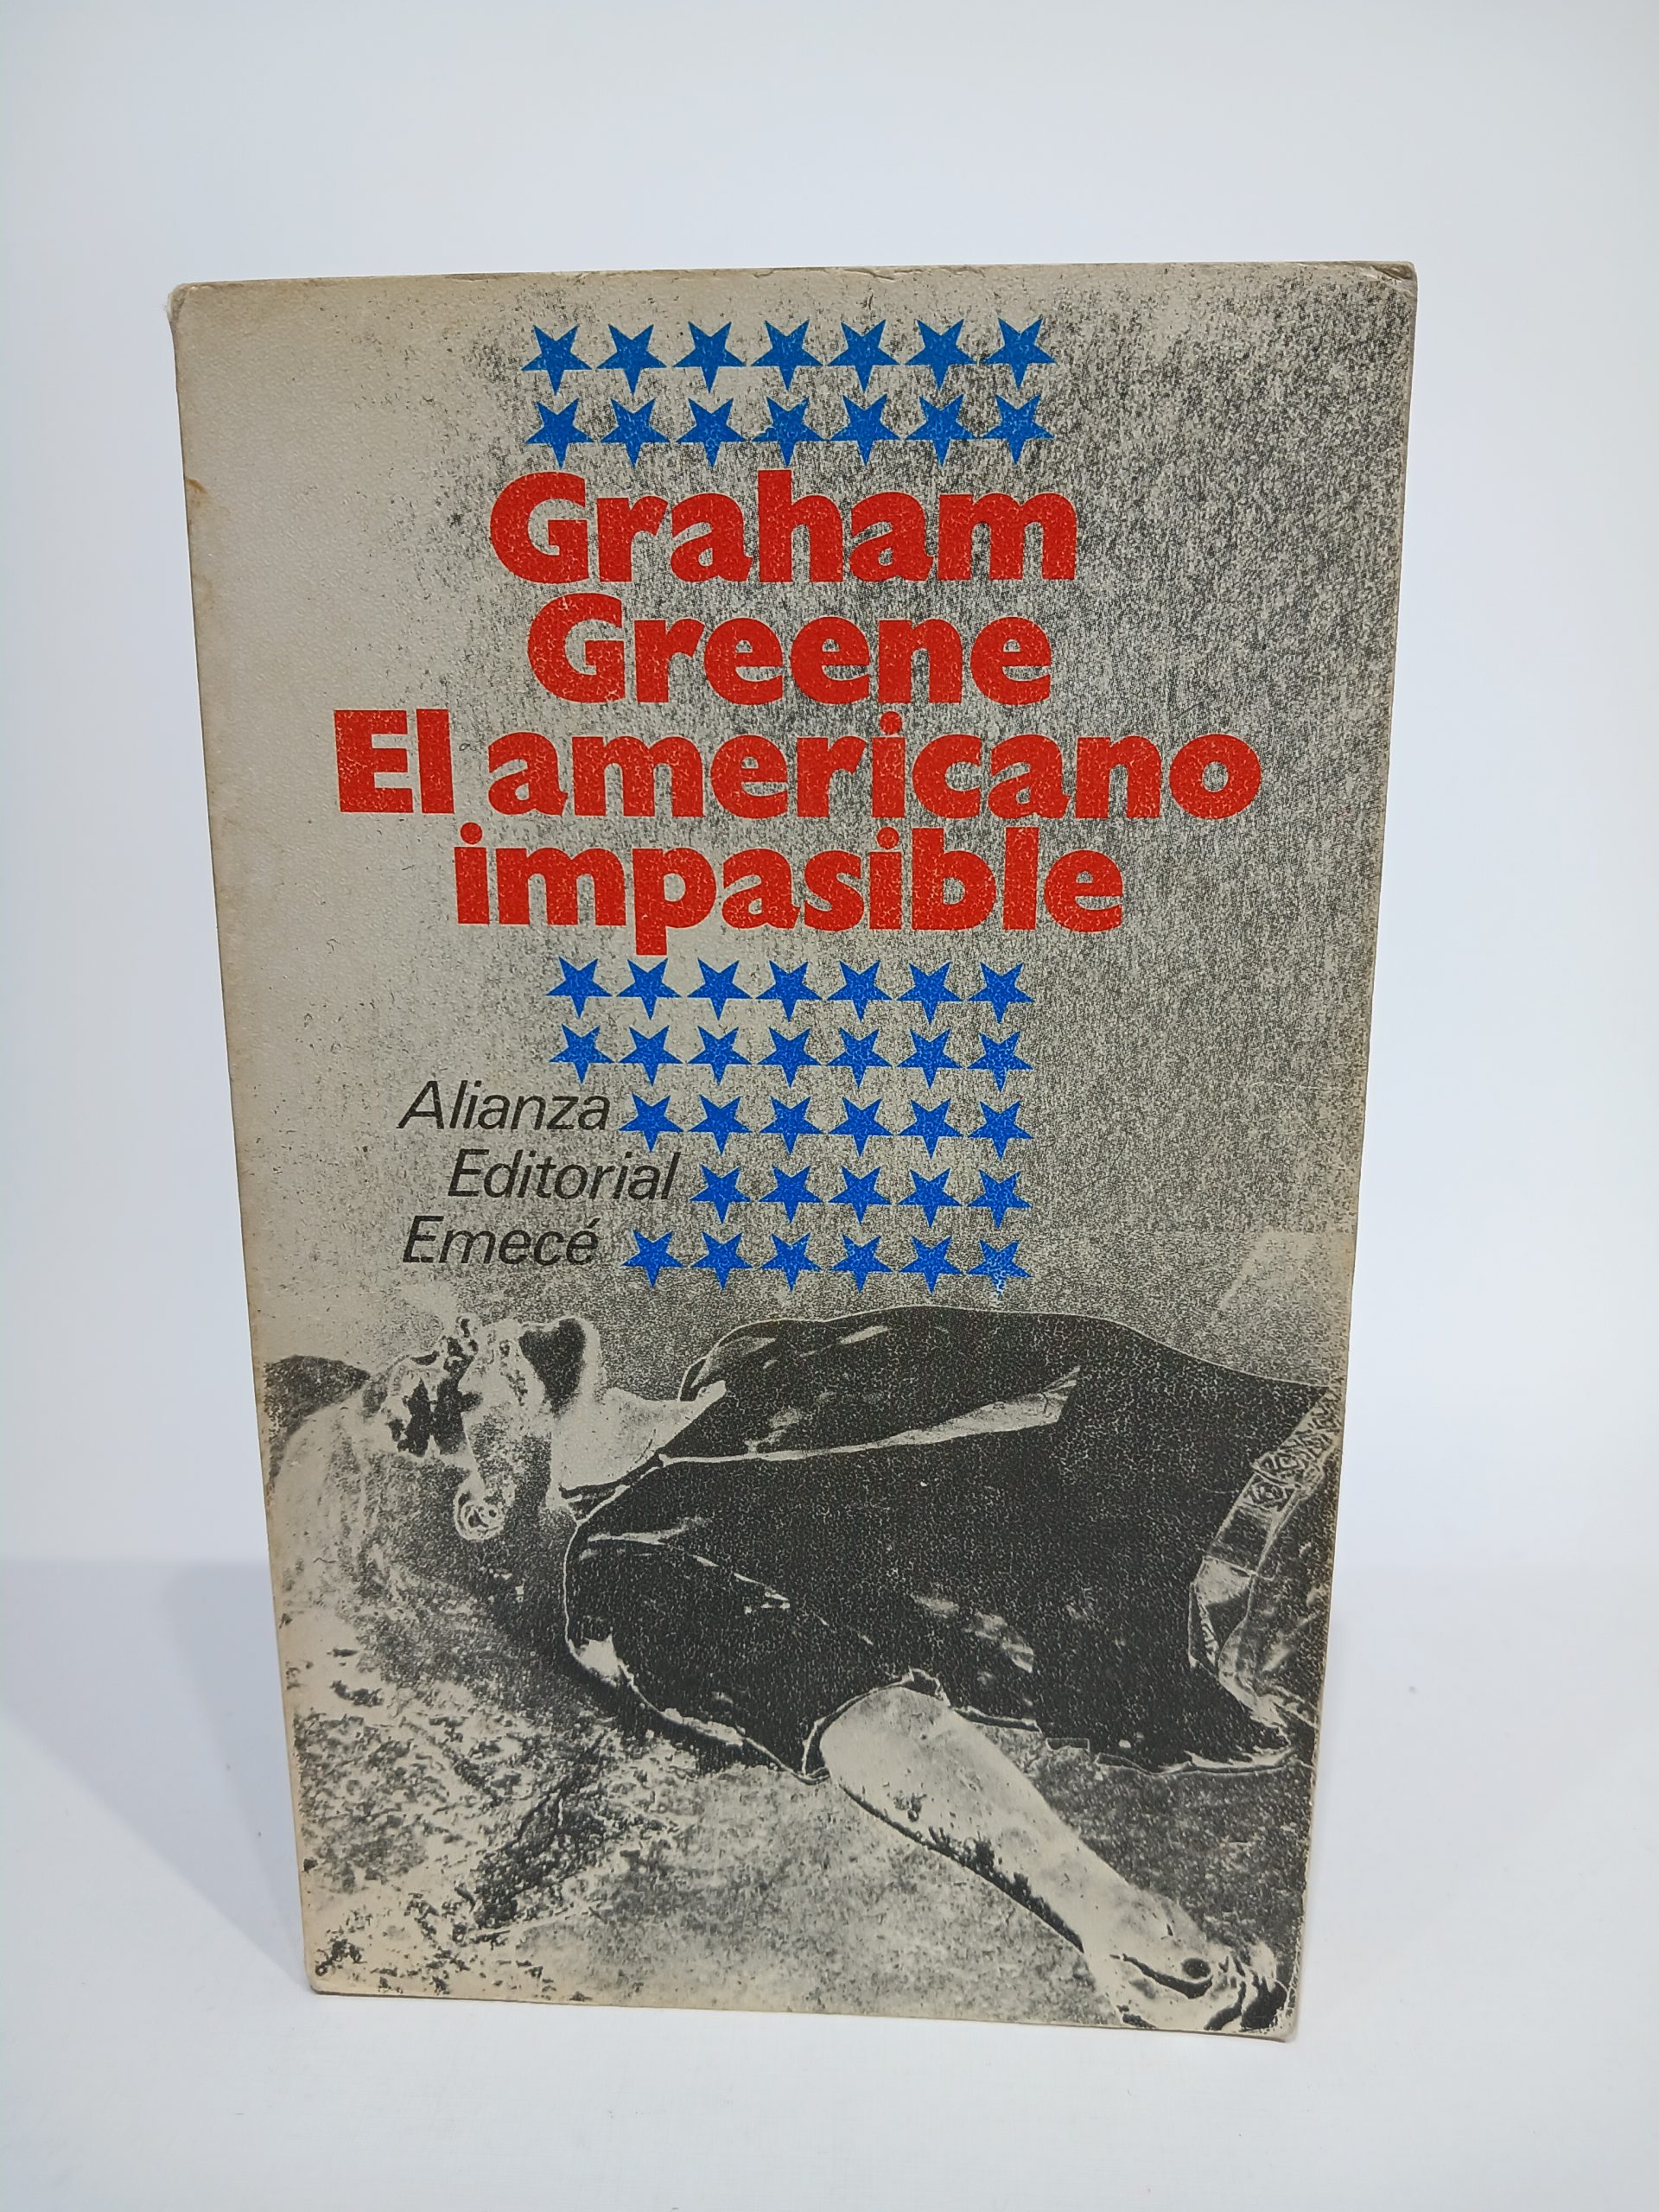 Graham
Greene
El americano
impasible
Alianza
Editorial
Emecé